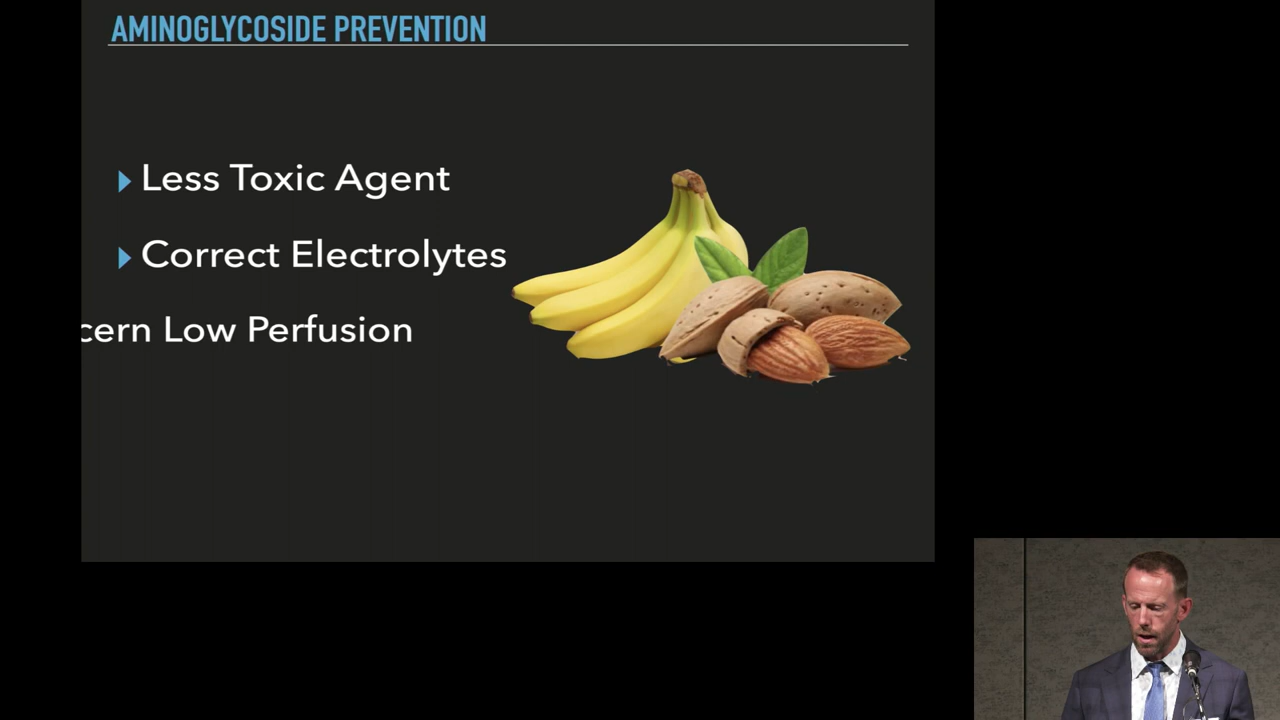 AMINOGLYCOSIDE PREVENTION
Less Toxic Agent
Correct Electrolytes
cern Low Perfusion